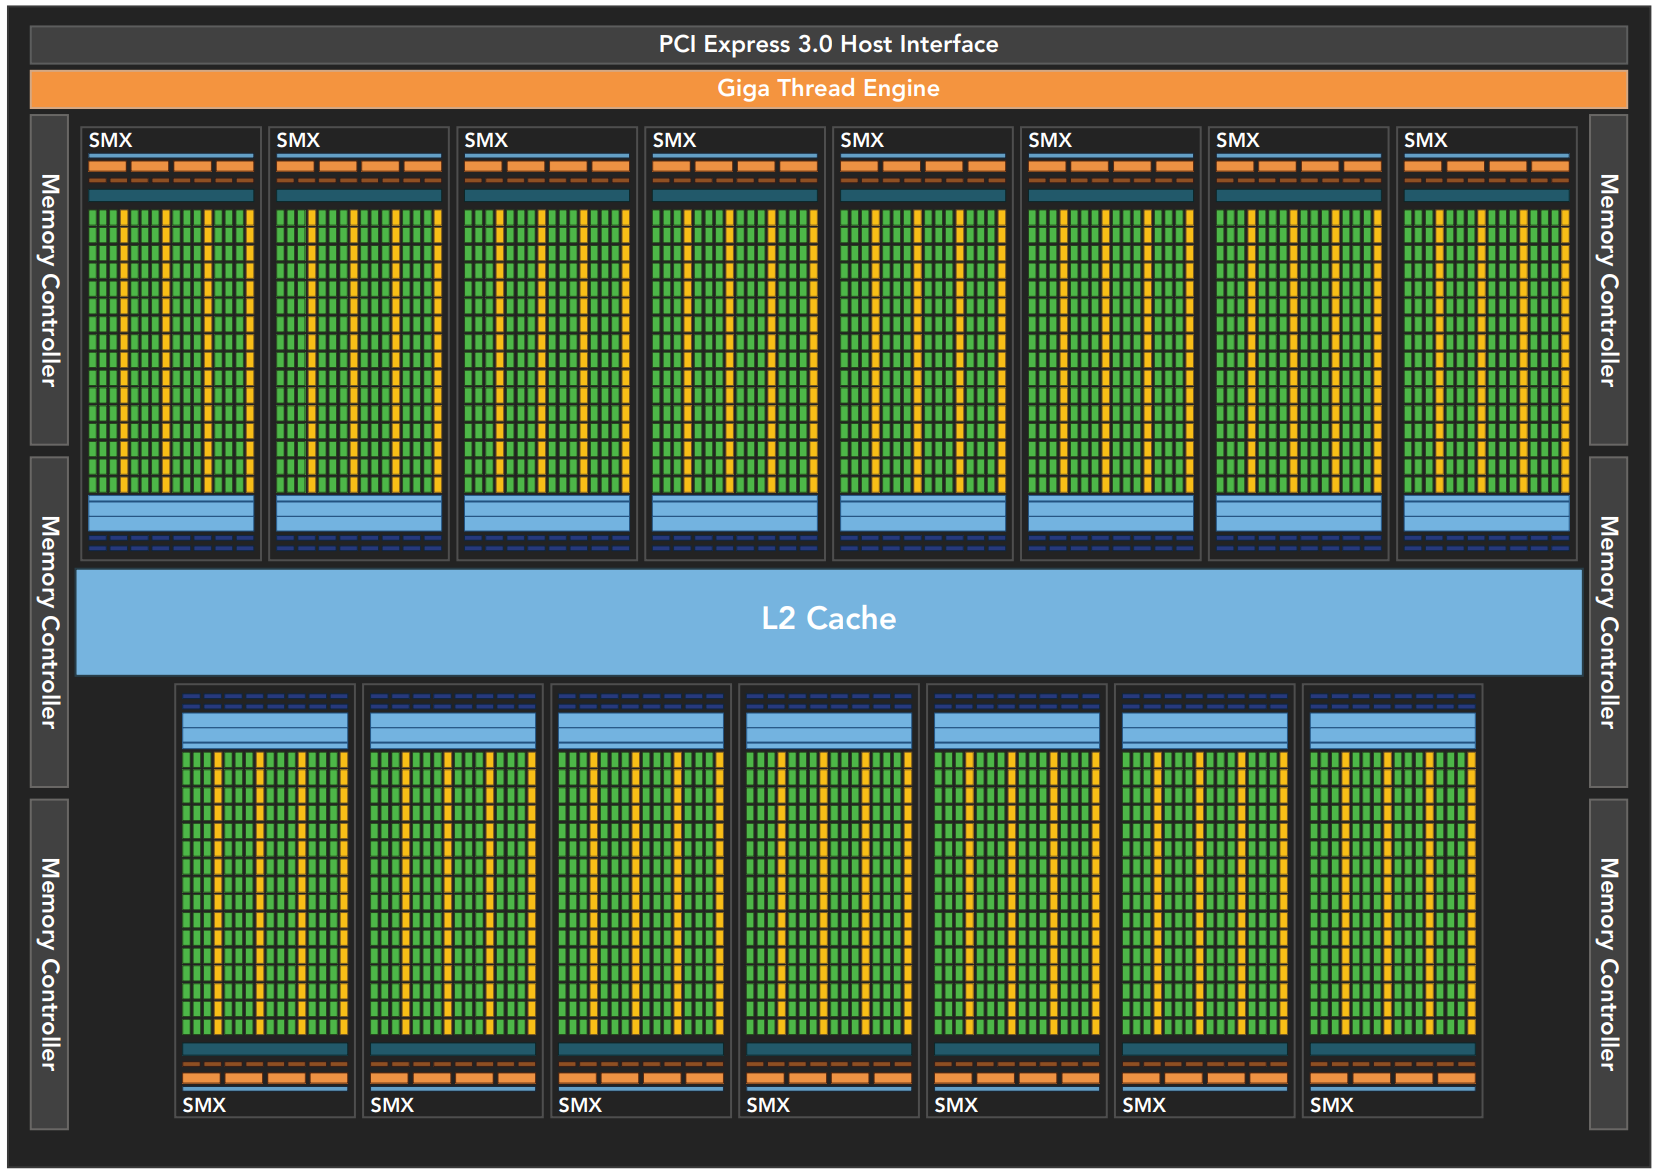 PCI Express 3.0 Host Interface
Giga Thread Engine
SMX
SMX
SMX
SMX
SMX
SMX
SMX
SMX
Memory Controller
Memory Controller
Memory Controller
Memory Controller
L2 Cache
Memory Controller
Memory Controller
SMX
SMX
SMX
SMX
SMX
SMX
SMX